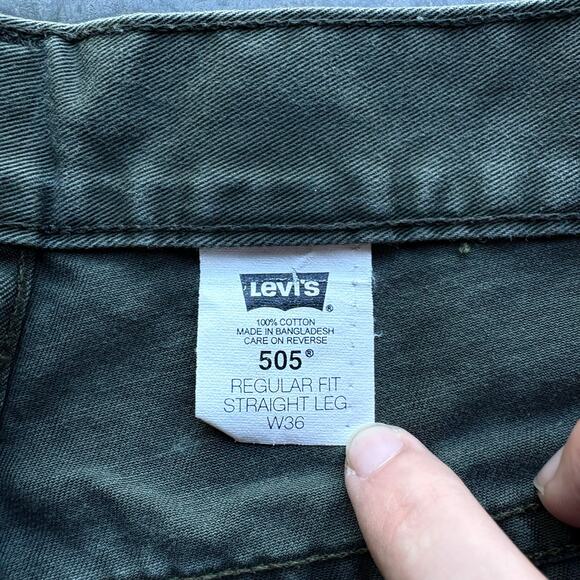 Levi's ®
100% COTTON
MADE IN BANGLADESH
CARE ON REVERSE
505®
REGULAR FIT
STRAIGHT LEG
W36